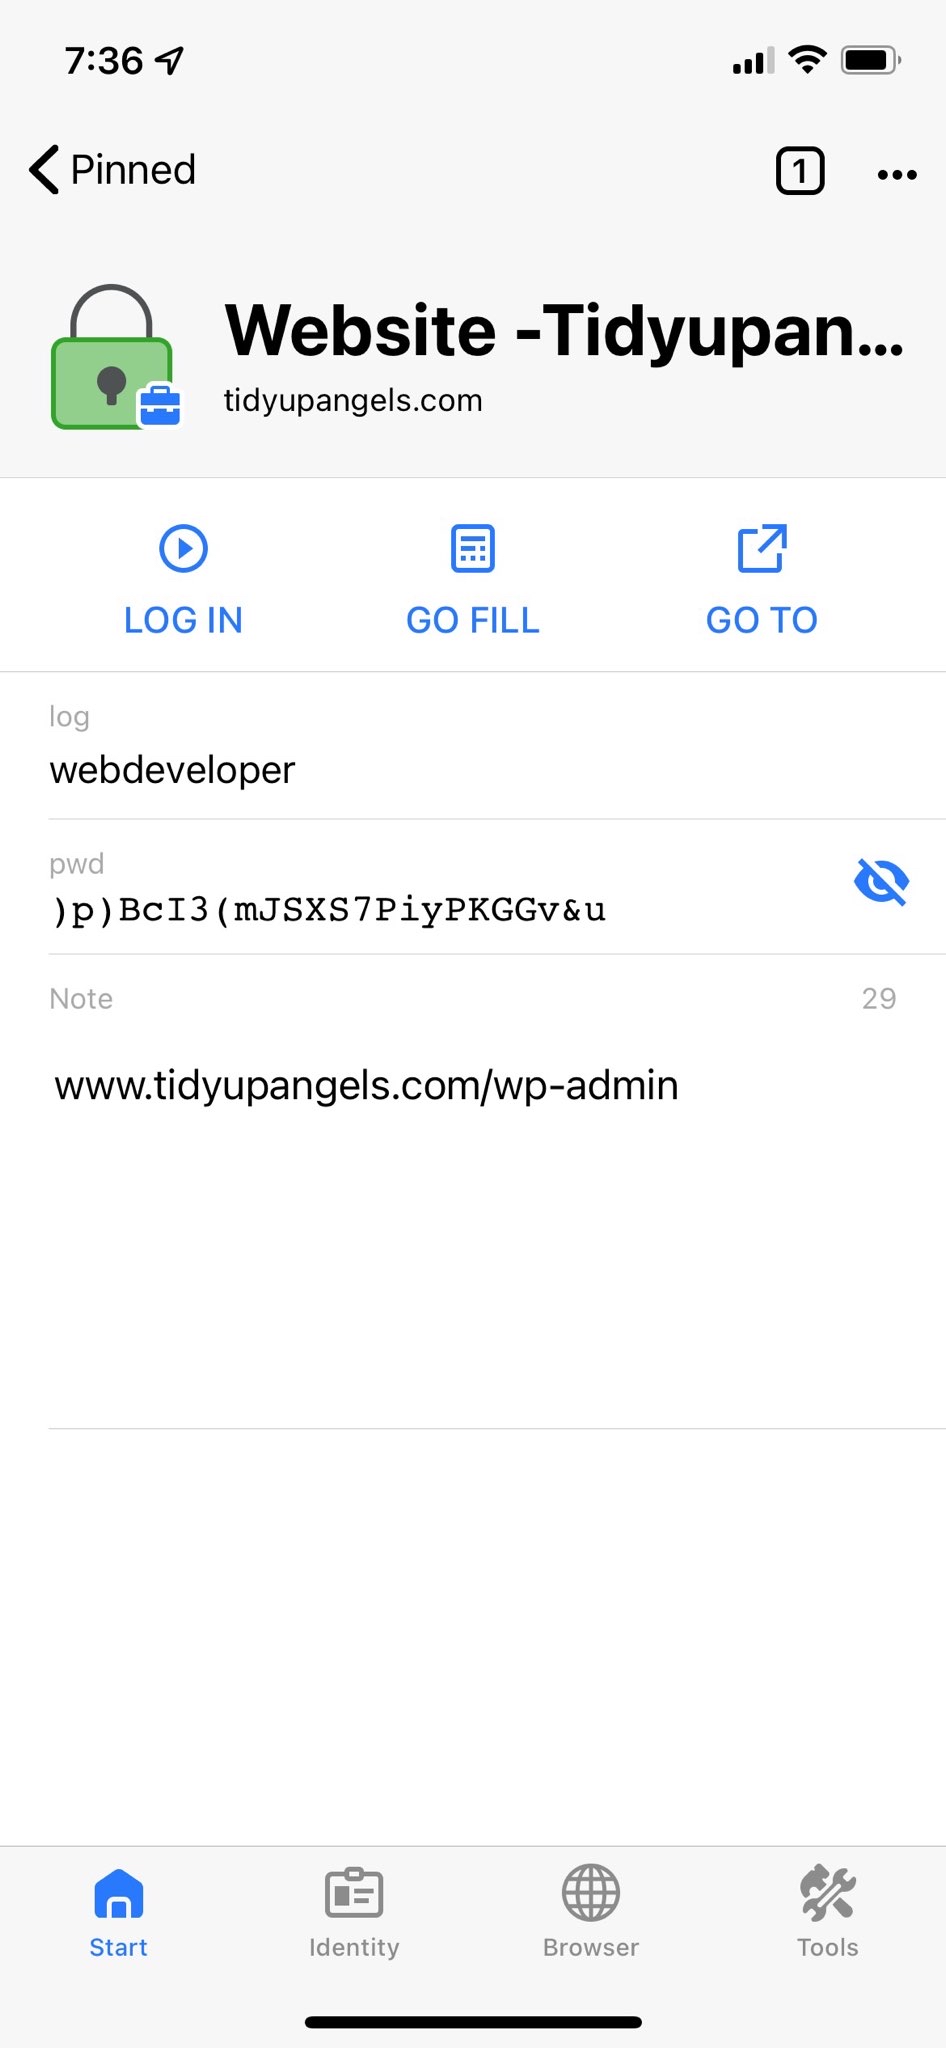 7:36
Pinned
1
Website -Tidyupan...
tidyupangels.com
LOG IN
GO FILL
GO TO
log
webdeveloper
pwd
)p)BcI3(mJSXS7PiyPKGGv&u
Note
29
www.tidyupangels.com/wp-admin
Start
Identity
Browser
Tools